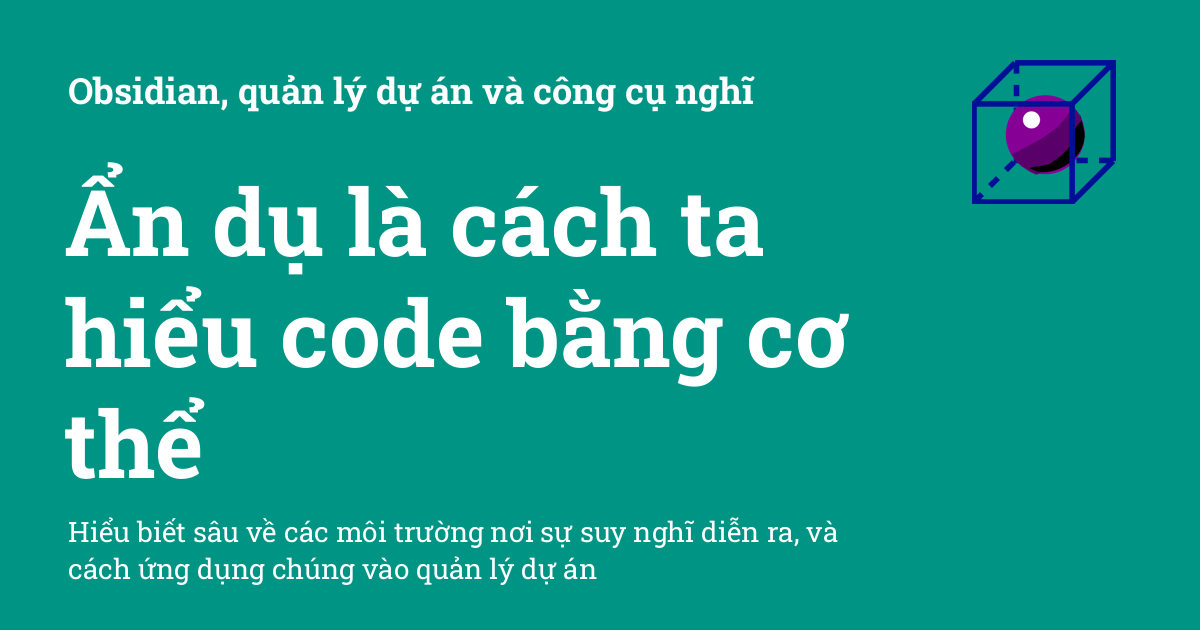 Obsidian, quản lý dự án và công cụ nghĩ
Ẩn dụ là cách ta
hiểu code bằng cơ
thể
Hiểu biết sâu về các môi trường nơi sự suy nghĩ diễn ra, và
cách ứng dụng chúng vào quản lý dự án